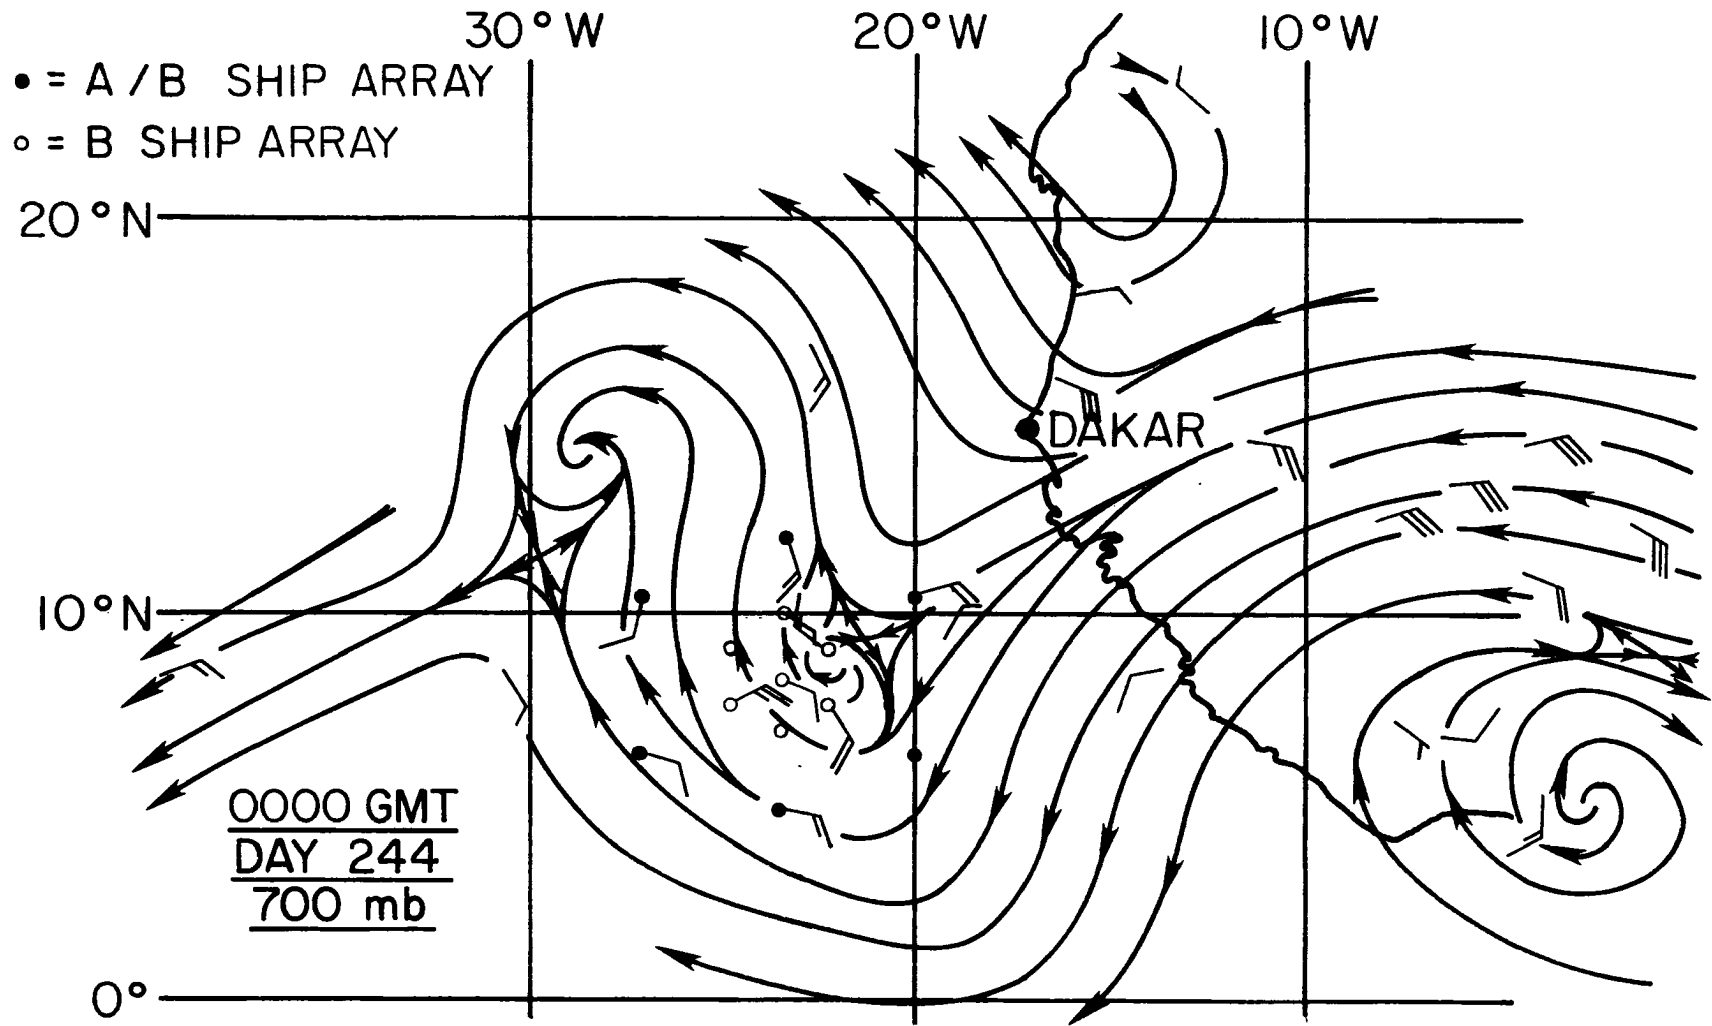 30°W 20°W 10°W
• = A/B SHIP ARRAY
○ = B SHIP ARRAY
20°N
DAKAR
10°N
0000 GMT
DAY 244
700 mb
0°